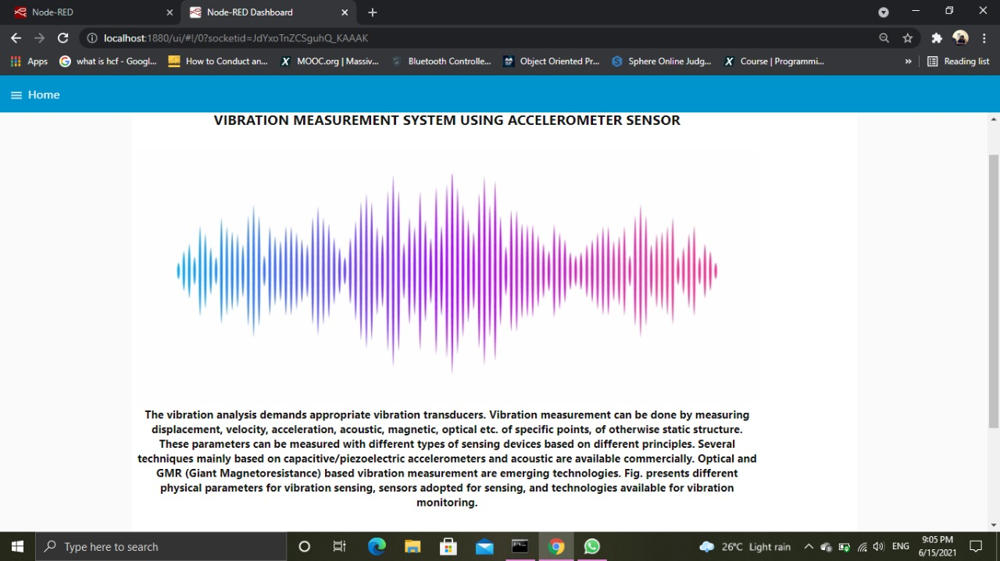 Node-RED
Node-RED Dashboard
localhost:1880/ui/#!/0?socketid=JdYxoTnZCSguhQ_KAAAK
Apps
what is hcf - Googl...
How to Conduct an...
MOOC.org | Massiv...
Bluetooth Controlle...
Object Oriented Pr...
Sphere Online Judg...
Course | Programmi...
»
Reading list
Home
VIBRATION MEASUREMENT SYSTEM USING ACCELEROMETER SENSOR
The vibration analysis demands appropriate vibration transducers. Vibration measurement can be done by measuring
displacement, velocity, acceleration, acoustic, magnetic, optical etc. of specific points, of otherwise static structure.
These parameters can be measured with different types of sensing devices based on different principles. Several
techniques mainly based on capacitive/piezoelectric accelerometers and acoustic are available commercially. Optical and
GMR (Giant Magnetoresistance) based vibration measurement are emerging technologies. Fig. presents different
physical parameters for vibration sensing, sensors adopted for sensing, and technologies available for vibration
monitoring.
Type here to search
26°C Light rain
ENG
9:05 PM
6/15/2021